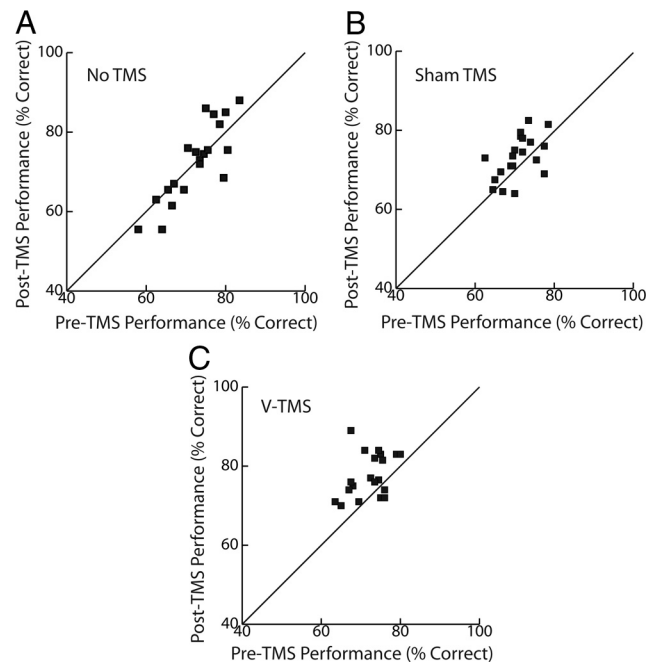 A
100
80
60
40
No TMS
Post-TMS Performance (% Correct)
40 60 80 100
Pre-TMS Performance (% Correct)
B
100
80
60
40
Sham TMS
Post-TMS Performance (% Correct)
40 60 80 100
Pre-TMS Performance (% Correct)
C
100
80
60
40
V-TMS
Post-TMS Performance (% Correct)
40 60 80 100
Pre-TMS Performance (% Correct)